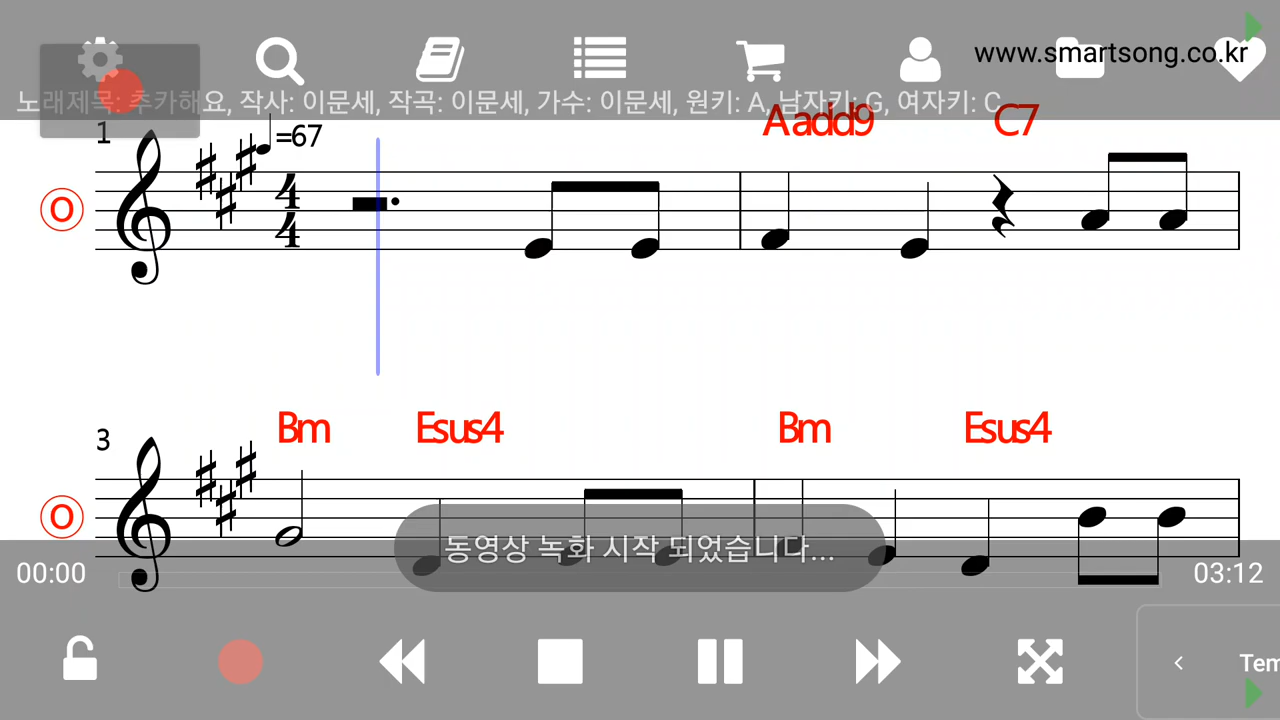 www.smartsong.co.kr
노래제목: 추카해요, 작사: 이문세, 작곡: 이문세, 가수: 이문세, 원키: A, 남자키: G, 여자키: C
1 =67 Aadd9 C7
O 4 4
3 Bm Esus4 Bm Esus4
O
동영상 녹화 시작 되었습니다...
00:00 03:12
< Tem